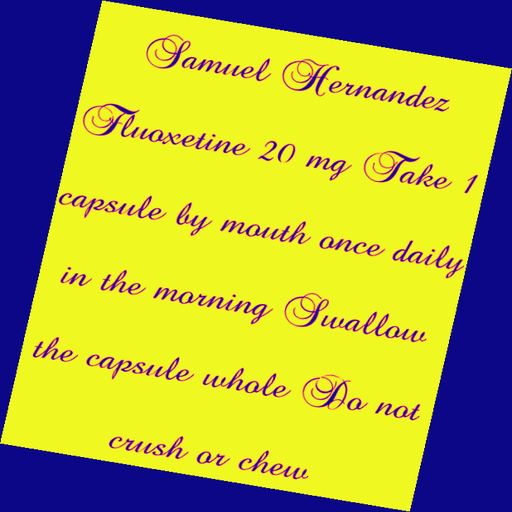 Samuel Hernandez
Fluoxetine 20 mg Take 1
capsule by mouth once daily
in the morning Swallow
the capsule whole Do not
crush or chew